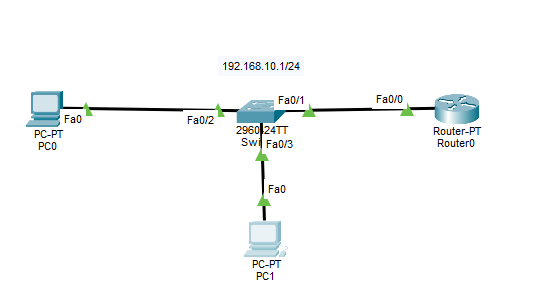 192.168.10.1/24
Fa0/1
Fa0/0
Fa0
Fa0/2
PC-PT
PC0
24TT
Fa0/3
Router-PT
Router0
Fa0
PC-PT
PC1